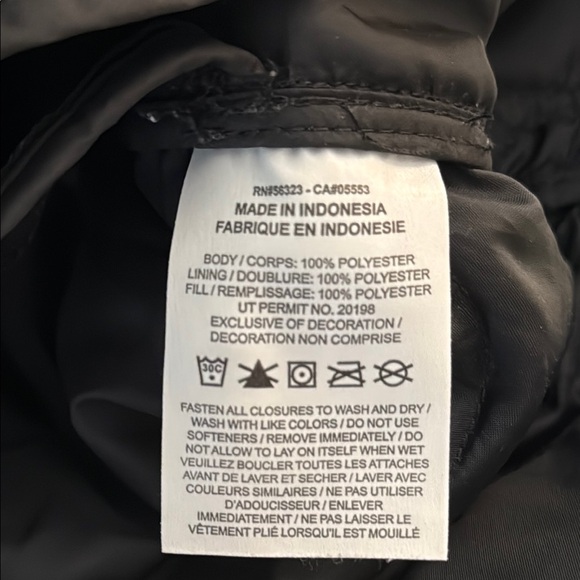 RN#56323 - CA#05553
MADE IN INDONESIA
FABRIQUE EN INDONESIE
BODY / CORPS: 100% POLYESTER
LINING / DOUBLURE: 100% POLYESTER
FILL / REMPLISSAGE: 100% POLYESTER
UT PERMIT NO. 20198
EXCLUSIVE OF DECORATION /
DECORATION NON COMPRISE
30C
FASTEN ALL CLOSURES TO WASH AND DRY /
WASH WITH LIKE COLORS / DO NOT USE
SOFTENERS / REMOVE IMMEDIATELY / DO
NOT ALLOW TO LAY ON ITSELF WHEN WET
VEUILLEZ BOUCLER TOUTES LES ATTACHES
AVANT DE LAVER ET SECHER / LAVER AVEC
COULEURS SIMILAIRES / NE PAS UTILISER
D'ADOUCISSEUR / ENLEVER
IMMEDIATEMENT / NE PAS LAISSER LE
VÊTEMENT PLIÉ LORSQU'IL EST MOUILLÉ